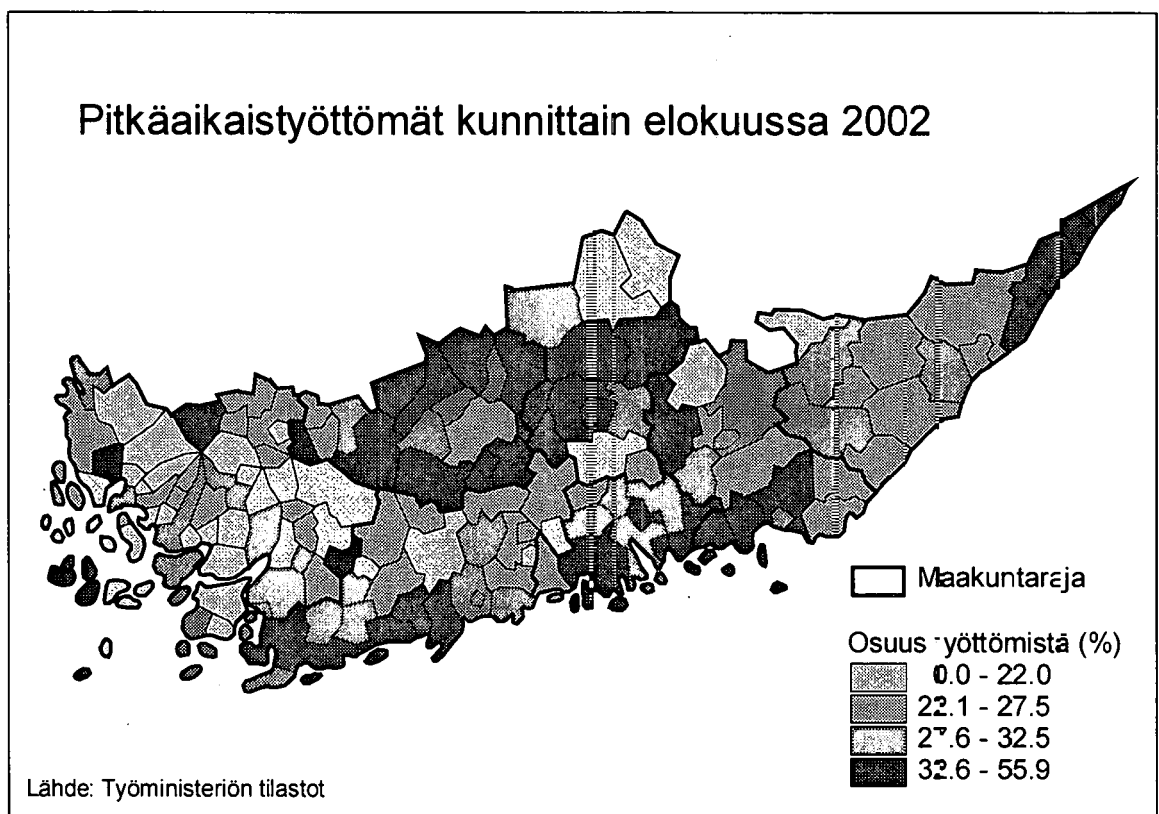 Pitkäaikaistyöttömät kunnittain elokuussa 2002
Maakuntaraja
Osuus työttömistä (%)
0.0 - 22.0
22.1 - 27.5
27.6 - 32.5
32.6 - 55.9
Lähde: Työministeriön tilastot